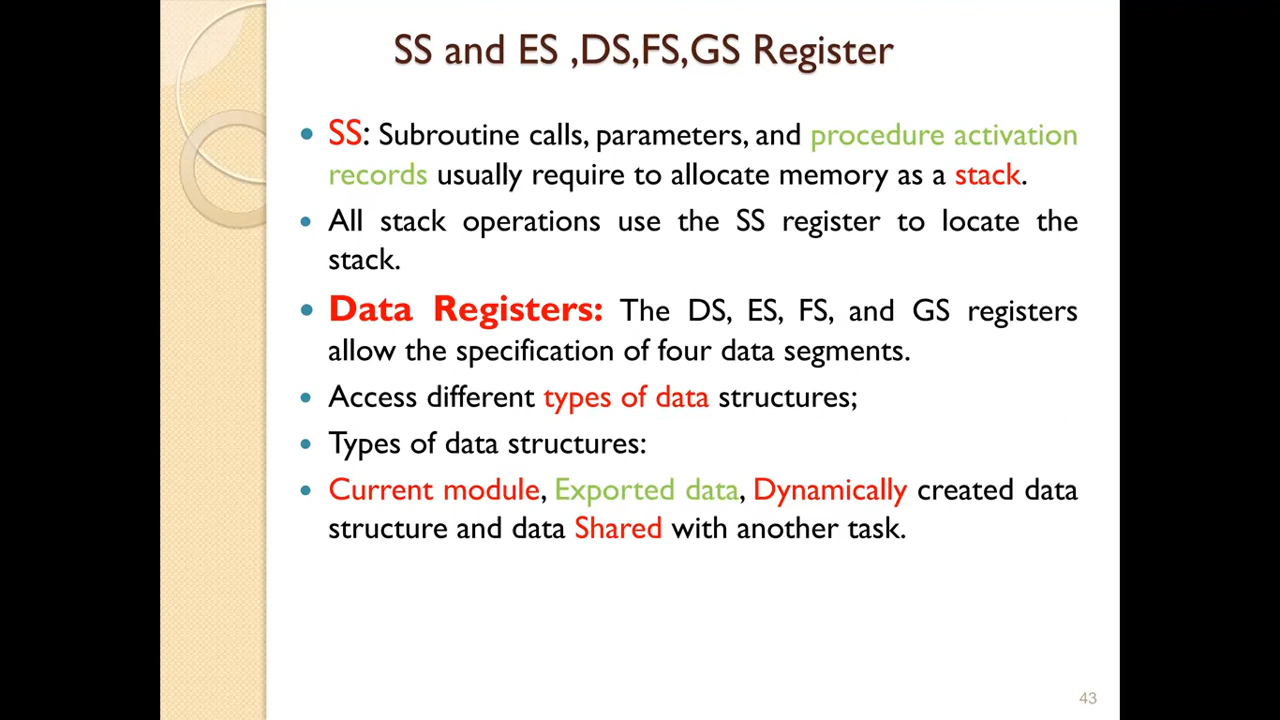 SS and ES ,DS,FS,GS Register
• SS: Subroutine calls, parameters, and procedure activation
records usually require to allocate memory as a stack.
• All stack operations use the SS register to locate the
stack.
• Data Registers: The DS, ES, FS, and GS registers
allow the specification of four data segments.
• Access different types of data structures;
• Types of data structures:
• Current module, Exported data, Dynamically created data
structure and data Shared with another task.
43